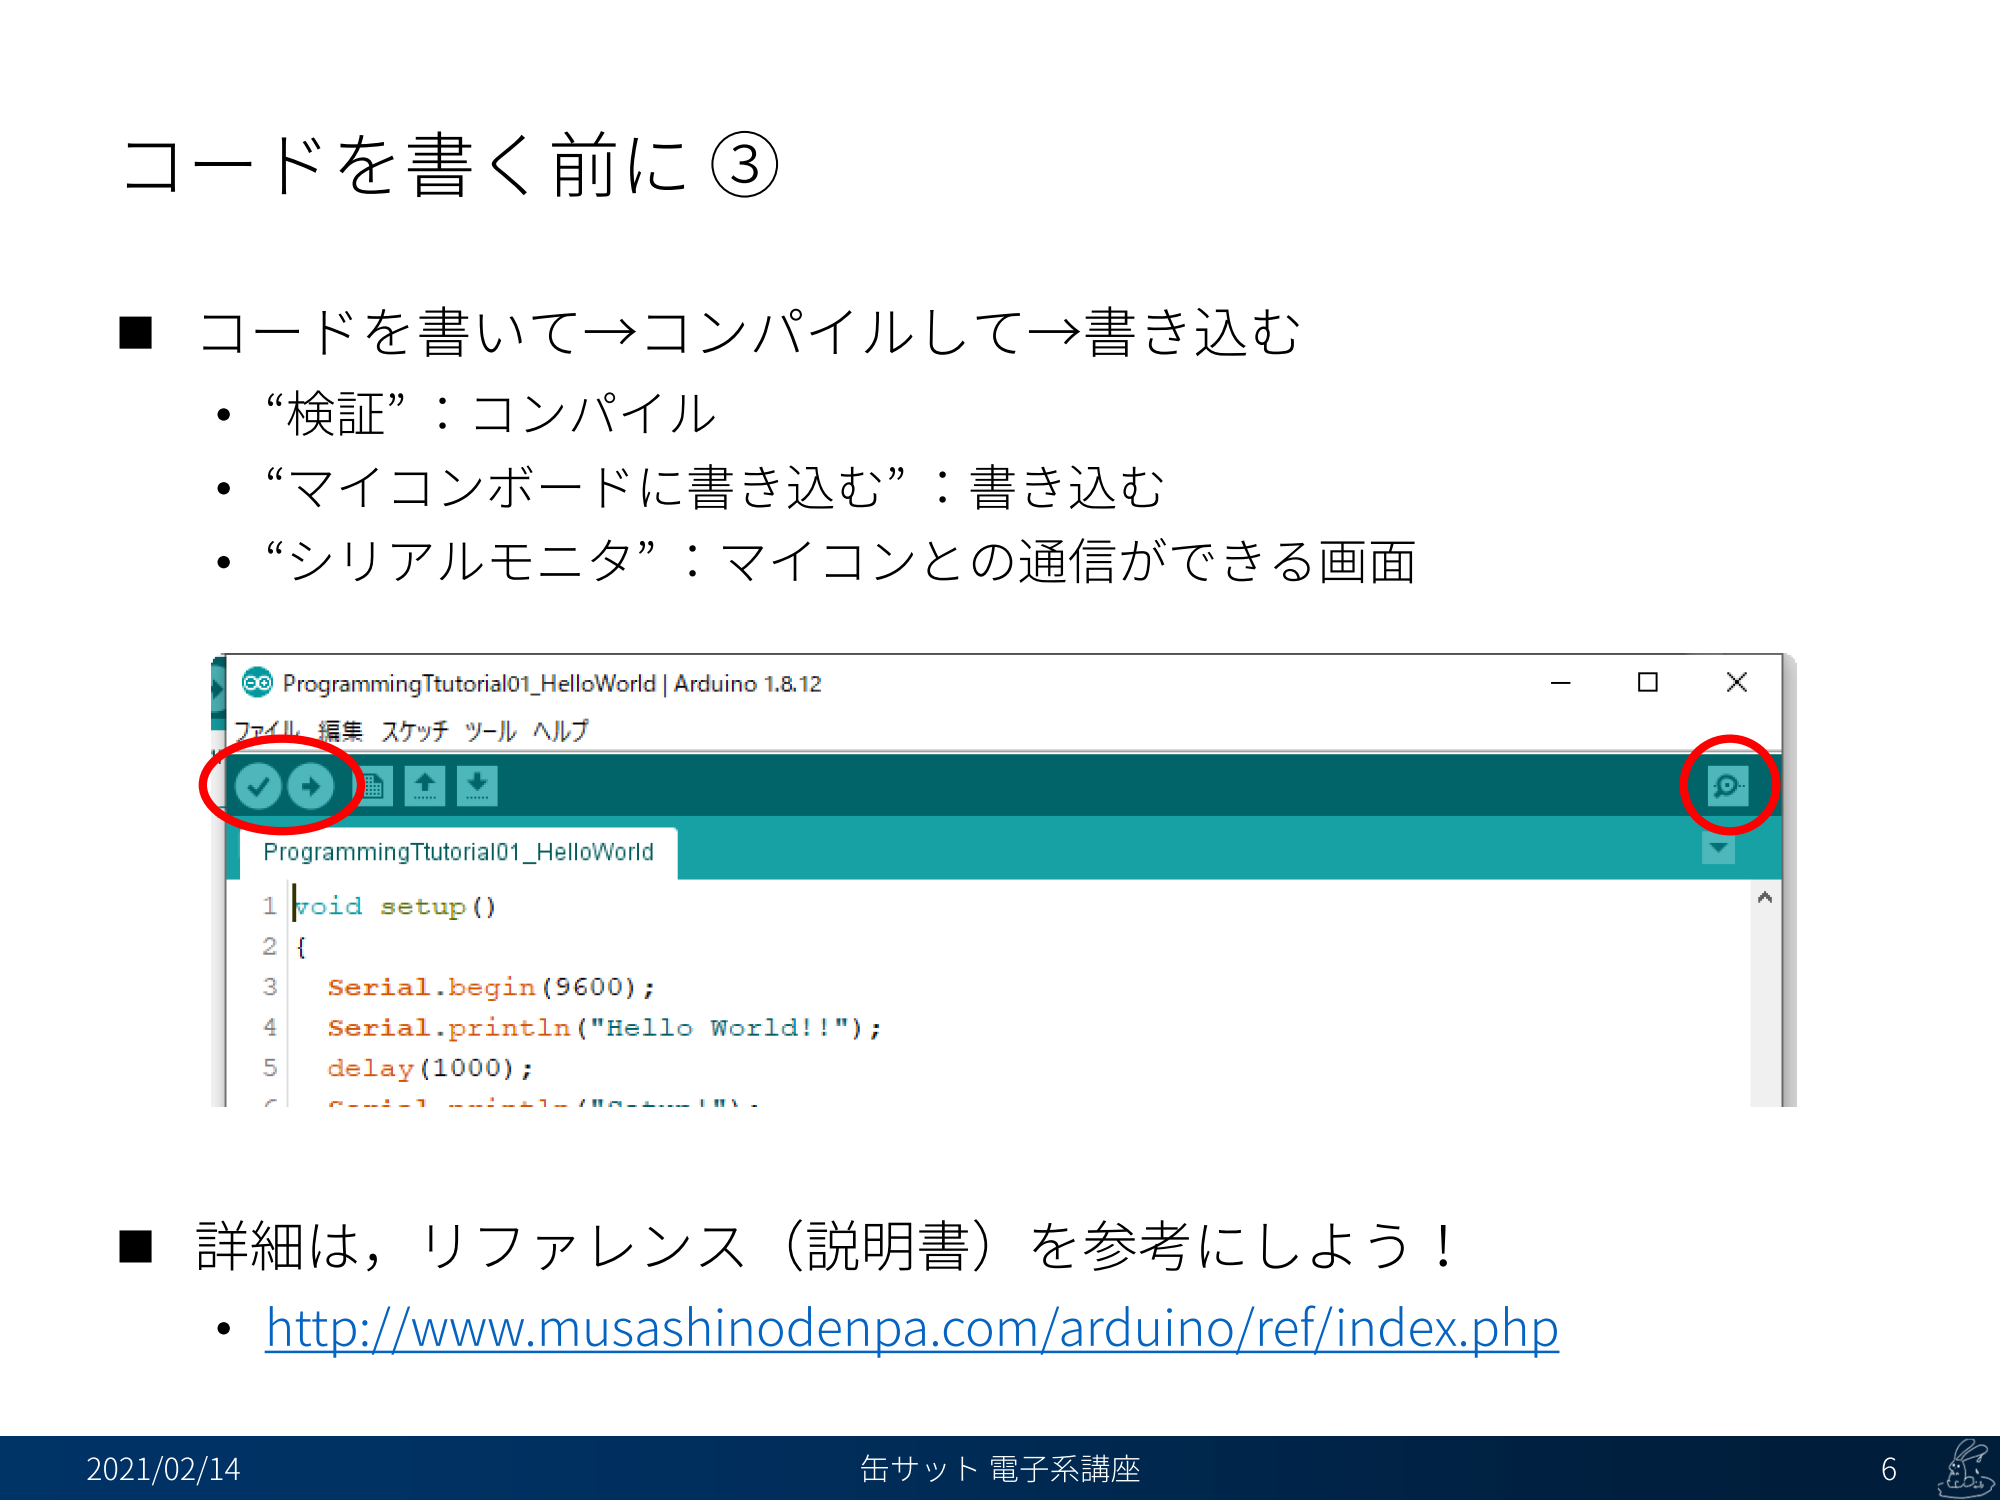 コードを書く前に ③
■ コードを書いて→コンパイルして→書き込む
• “検証”：コンパイル
• “マイコンボードに書き込む”：書き込む
• “シリアルモニタ”：マイコンとの通信ができる画面
ProgrammingTtutorial01_HelloWorld | Arduino 1.8.12
ファイル 編集 スケッチ ツール ヘルプ
ProgrammingTtutorial01_HelloWorld
1 void setup()
2 {
3 Serial.begin(9600);
4 Serial.println("Hello World!!");
5 delay(1000);
6 Serial.println("Setup!");
■ 詳細は，リファレンス（説明書）を参考にしよう！
• http://www.musashinodenpa.com/arduino/ref/index.php
2021/02/14
缶サット 電子系講座
6